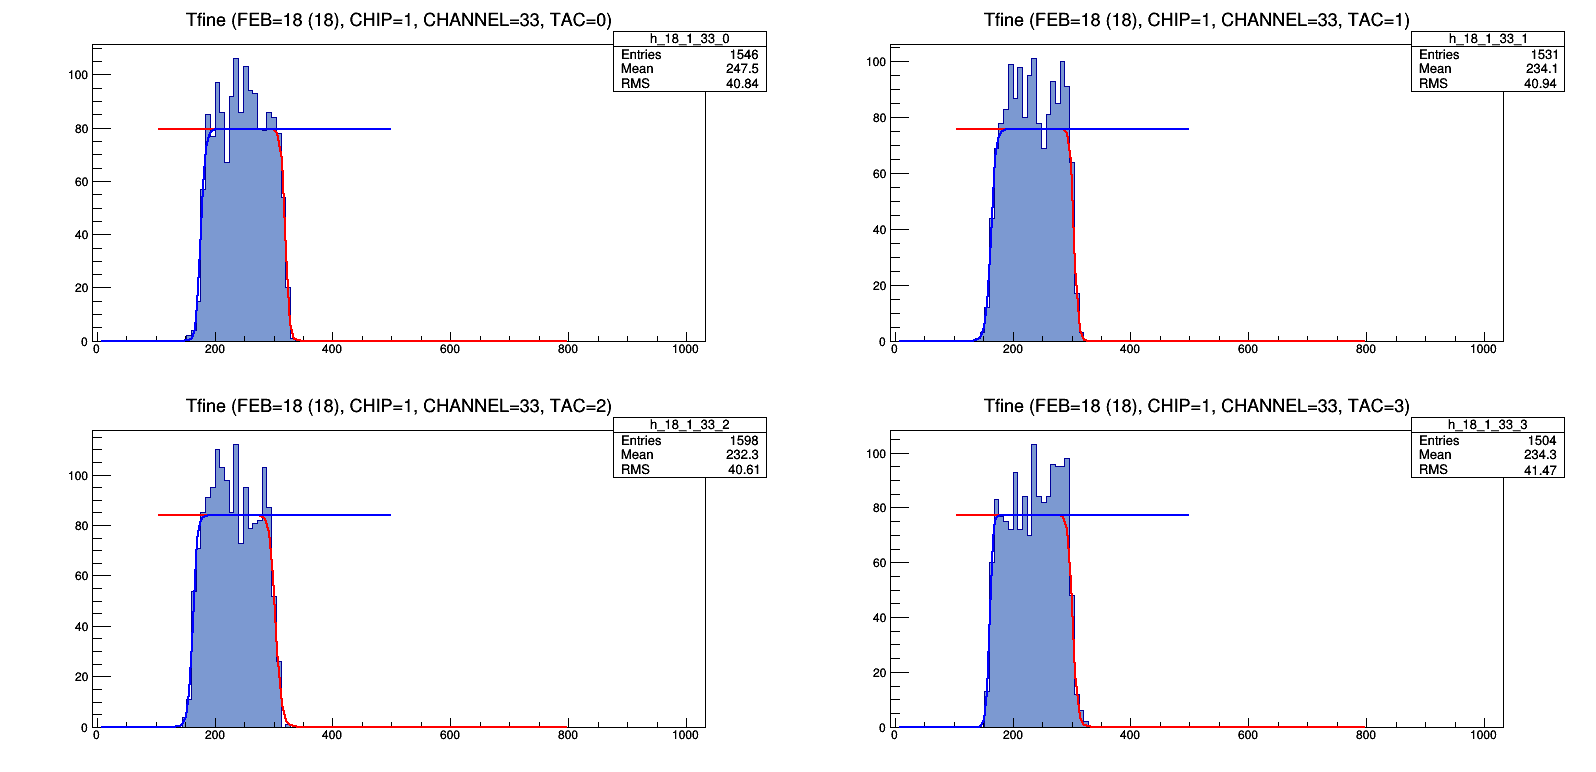 Tfine (FEB=18 (18), CHIP=1, CHANNEL=33, TAC=0)
h_18_1_33_0
Entries 1546
Mean 247.5
RMS 40.84
100
80
60
40
20
0
0 200 400 600 800 1000
Tfine (FEB=18 (18), CHIP=1, CHANNEL=33, TAC=1)
h_18_1_33_1
Entries 1531
Mean 234.1
RMS 40.94
100
80
60
40
20
0
0 200 400 600 800 1000
Tfine (FEB=18 (18), CHIP=1, CHANNEL=33, TAC=2)
h_18_1_33_2
Entries 1598
Mean 232.3
RMS 40.61
100
80
60
40
20
0
0 200 400 600 800 1000
Tfine (FEB=18 (18), CHIP=1, CHANNEL=33, TAC=3)
h_18_1_33_3
Entries 1504
Mean 234.3
RMS 41.47
100
80
60
40
20
0
0 200 400 600 800 1000